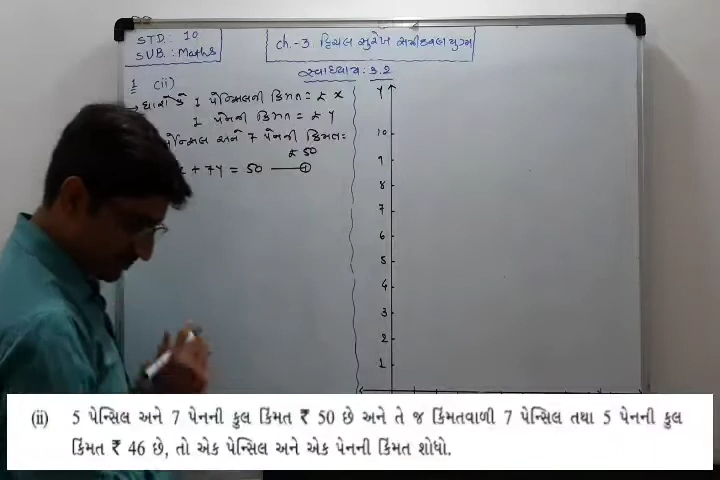 STD. : 10
SUB. : Maths
ch.-3. દ્વિચલ સુરેખ સમીકરણ યુગ્મ
સ્વાધ્યાય : 3.2
1 (ii)
→ ધારો કે 1 પેન્સિલની કિંમત = ₹ x
1 પેનની કિંમત = ₹ y
પેન્સિલ અને 7 પેનની કિંમત =
₹ 50
+ 7y = 50 —— 1
Y
10
9
8
7
6
5
4
3
2
1
(ii) 5 પેન્સિલ અને 7 પેનની કુલ કિંમત ₹ 50 છે અને તે જ કિંમતવાળી 7 પેન્સિલ તથા 5 પેનની કુલ
કિંમત ₹ 46 છે, તો એક પેન્સિલ અને એક પેનની કિંમત શોધો.